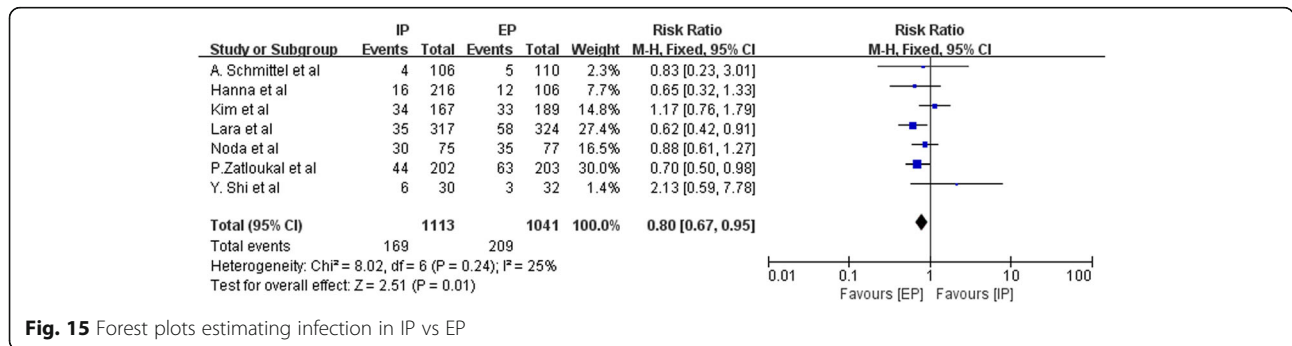 IP EP Risk Ratio Risk Ratio
Study or Subgroup Events Total Events Total Weight M-H, Fixed, 95% CI M-H, Fixed, 95% CI
A. Schmittel et al 4 106 5 110 2.3% 0.83 [0.23, 3.01]
Hanna et al 16 216 12 106 7.7% 0.65 [0.32, 1.33]
Kim et al 34 167 33 189 14.8% 1.17 [0.76, 1.79]
Lara et al 35 317 58 324 27.4% 0.62 [0.42, 0.91]
Noda et al 30 75 35 77 16.5% 0.88 [0.61, 1.27]
P.Zatloukal et al 44 202 63 203 30.0% 0.70 [0.50, 0.98]
Y. Shi et al 6 30 3 32 1.4% 2.13 [0.59, 7.78]
Total (95% CI) 1113 1041 100.0% 0.80 [0.67, 0.95]
Total events 169 209
Heterogeneity: Chi² = 8.02, df = 6 (P = 0.24); I² = 25%
Test for overall effect: Z = 2.51 (P = 0.01)
0.01 0.1 1 10 100
Favours [EP] Favours [IP]
Fig. 15 Forest plots estimating infection in IP vs EP